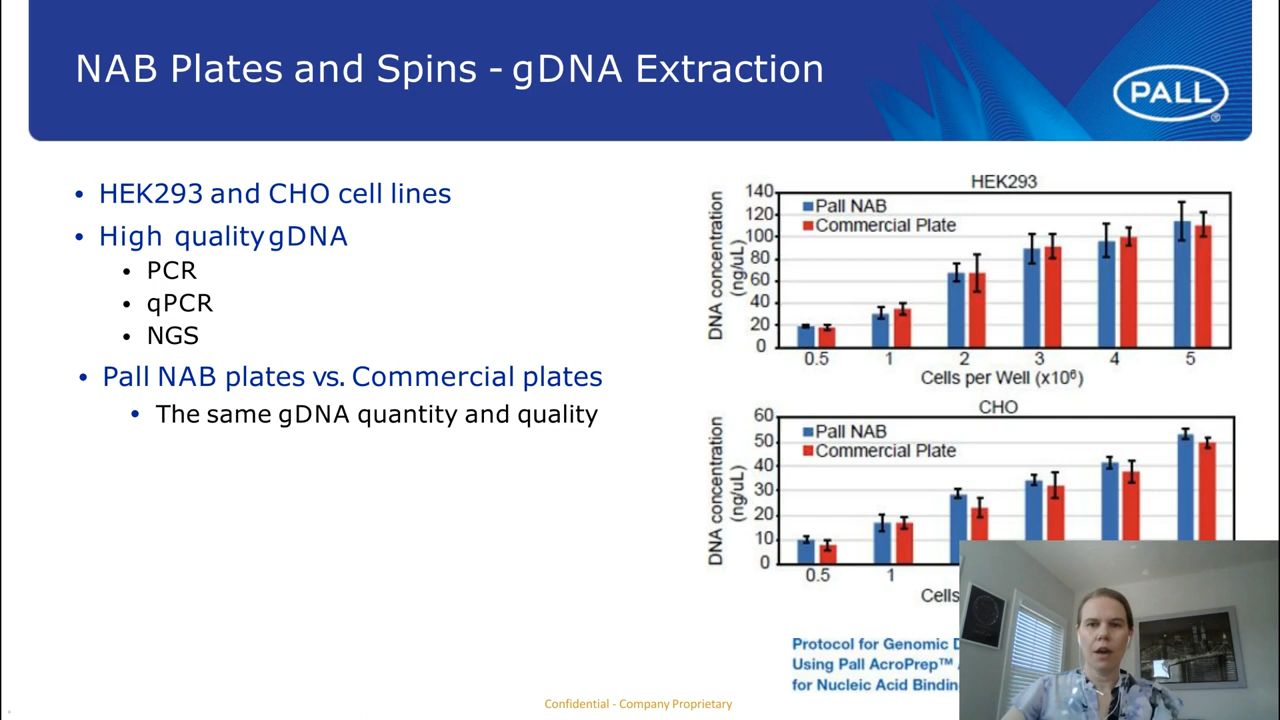 NAB Plates and Spins - gDNA Extraction
PALL
®
• HEK293 and CHO cell lines
• High quality gDNA
• PCR
• qPCR
• NGS
• Pall NAB plates vs. Commercial plates
• The same gDNA quantity and quality
HEK293
DNA concentration
(ng/uL)
140
120
100
80
60
40
20
0
Pall NAB
Commercial Plate
0.5 1 2 3 4 5
Cells per Well (x10⁶)
CHO
DNA concentration
(ng/uL)
60
50
40
30
20
10
0
Pall NAB
Commercial Plate
0.5 1
Cells
Protocol for Genomic
Using Pall AcroPrep™
for Nucleic Acid
Confidential - Company Proprietary